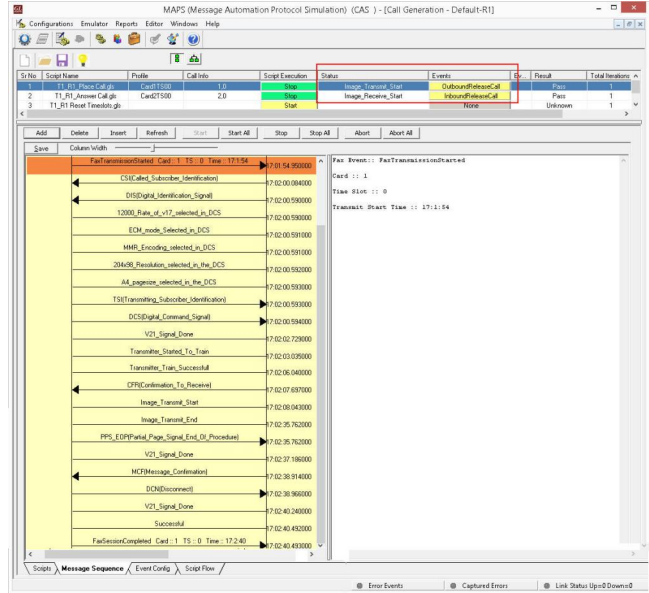 MAPS (Message Automation Protocol Simulation) (CAS ) - [Call Generation - Default-R1]
Configurations Emulator Reports Editor Windows Help
Sr No Script Name Profile Call Info Script Execution Status Events Ev... Result Total Iterations
1 T1_R1_Place Call.gls Card1TS00 1,0 Stop Image_Transmit_Start OutboundReleaseCall Pass 1
2 T1_R1_Answer Call.gls Card2TS00 2,0 Stop Image_Receive_Start InboundReleaseCall Pass 1
3 T1_R1 Reset Timeslots.gls Start None Unknown 1
Add Delete Insert Refresh Start Start All Stop Stop All Abort Abort All
Save Column Width
FaxTransmissionStarted Card : 1 TS : 0 Time : 17:1:54
17:01:54.950000
CSI(Called_Subscriber_Identification)
17:02:00.084000
DIS(Digital_Identification_Signal)
17:02:00.590000
12000_Rate_of_v17_selected_in_DCS
17:02:00.590000
ECM_mode_Selected_in_DCS
17:02:00.591000
MMR_Encoding_selected_in_DCS
17:02:00.591000
204x98_Resolution_selected_in_the_DCS
17:02:00.592000
A4_pagesize_selected_in_the_DCS
17:02:00.593000
TSI(Transmitting_Subscriber_Identification)
17:02:00.593000
DCS(Digital_Command_Signal)
17:02:00.594000
V21_Signal_Done
17:02:02.729000
Transmitter_Started_To_Train
17:02:03.035000
Transmitter_Train_Successfull
17:02:06.040000
CFR(Confirmation_To_Receive)
17:02:07.697000
Image_Transmit_Start
17:02:08.043000
Image_Transmit_End
17:02:35.762000
PPS_EOP(Partial_Page_Signal_End_Of_Procedure)
17:02:35.762000
V21_Signal_Done
17:02:37.186000
MCF(Message_Confirmation)
17:02:38.914000
DCN(Disconnect)
17:02:38.966000
V21_Signal_Done
17:02:40.240000
Successful
17:02:40.492000
FaxSessionCompleted Card : 1 TS : 0 Time : 17:2:40
17:02:40.493000
Fax Event:: FaxTransmissionStarted
Card :: 1
Time Slot :: 0
Transmit Start Time :: 17:1:54
Scripts Message Sequence Event Config Script Flow
Error Events Captured Errors Link Status Up=0 Down=0